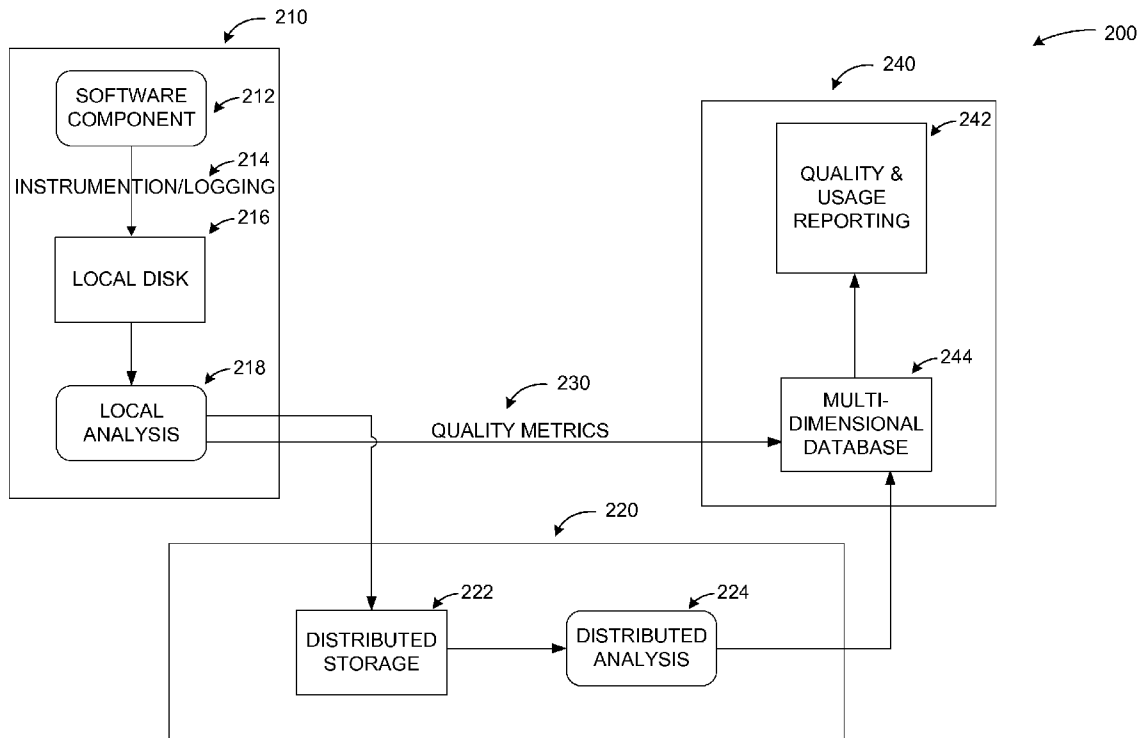 210
200
SOFTWARE
COMPONENT
212
214
INSTRUMENTION/LOGGING
216
LOCAL DISK
218
LOCAL
ANALYSIS
230
QUALITY METRICS
240
242
QUALITY &
USAGE
REPORTING
244
MULTI-
DIMENSIONAL
DATABASE
220
222
DISTRIBUTED
STORAGE
224
DISTRIBUTED
ANALYSIS